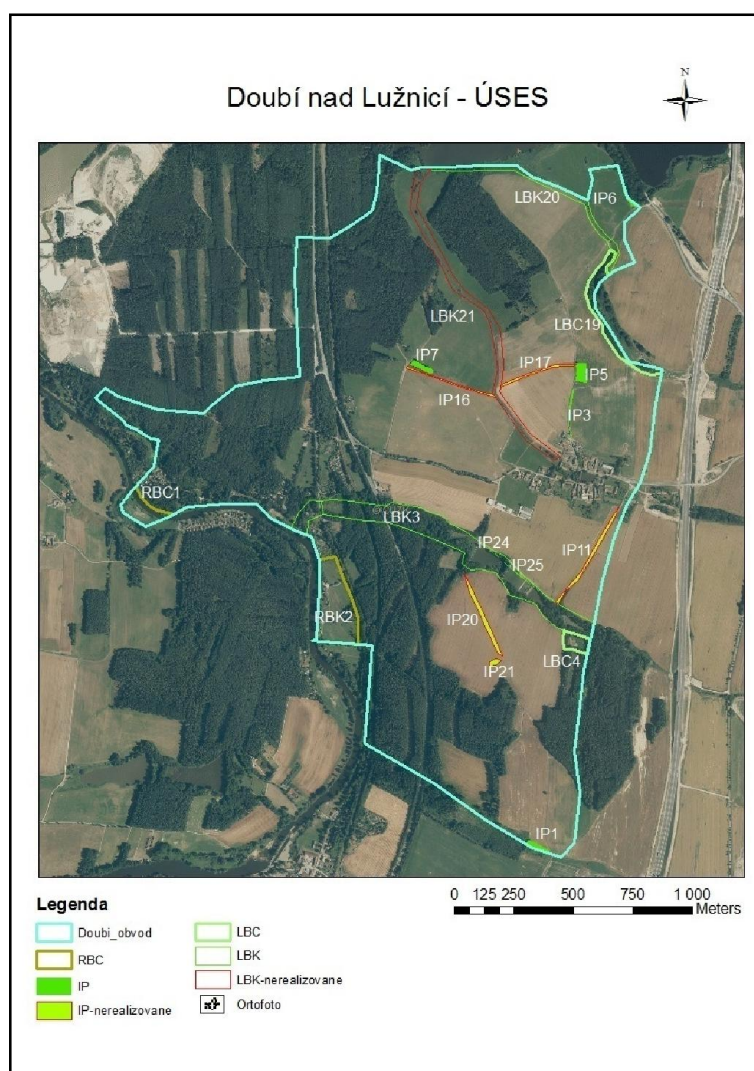 Doubí nad Lužnicí - ÚSES
N
LBK20
IP6
LBK21
LBC19
IP7
IP17
IP5
IP16
IP3
RBC1
LBK3
IP24
IP25
IP11
IP20
RBK2
LBC4
IP21
IP1
Legenda
Doubi_obvod
RBC
IP
IP-nerealizovane
LBC
LBK
LBK-nerealizovane
Ortofoto
0 125 250 500 750 1 000
Meters